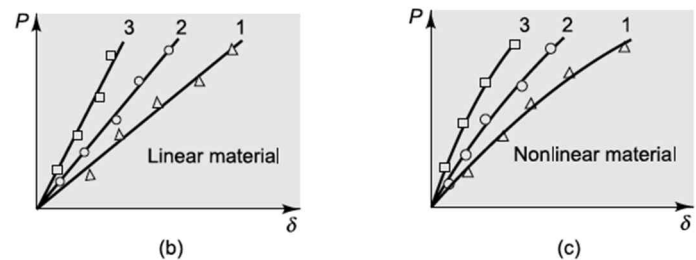 P
3
2
1
Linear material
δ
(b)
P
3
2
1
Nonlinear material
δ
(c)